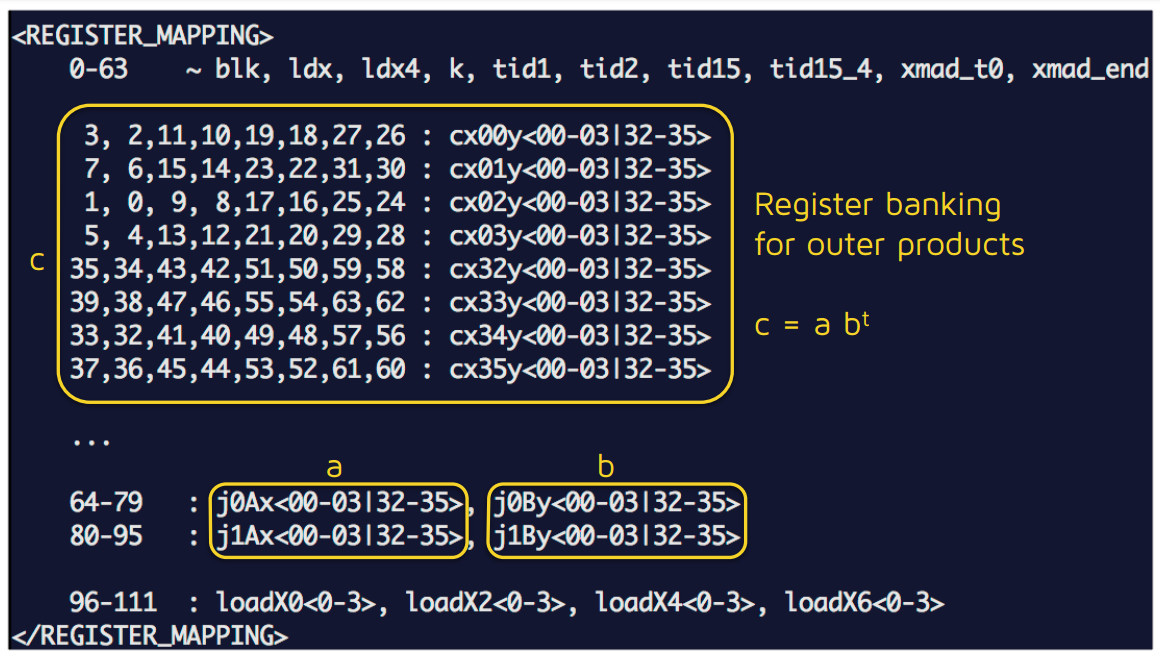 <REGISTER_MAPPING>
0-63 ~ blk, ldx, ldx4, k, tid1, tid2, tid15, tid15_4, xmad_t0, xmad_end
3, 2,11,10,19,18,27,26 : cx00y<00-03|32-35>
7, 6,15,14,23,22,31,30 : cx01y<00-03|32-35>
1, 0, 9, 8,17,16,25,24 : cx02y<00-03|32-35>
5, 4,13,12,21,20,29,28 : cx03y<00-03|32-35>
35,34,43,42,51,50,59,58 : cx32y<00-03|32-35>
39,38,47,46,55,54,63,62 : cx33y<00-03|32-35>
33,32,41,40,49,48,57,56 : cx34y<00-03|32-35>
37,36,45,44,53,52,61,60 : cx35y<00-03|32-35>
c
Register banking
for outer products
c = a bᵗ
...
a b
64-79 : j0Ax<00-03|32-35>, j0By<00-03|32-35>
80-95 : j1Ax<00-03|32-35>, j1By<00-03|32-35>
96-111 : loadX0<0-3>, loadX2<0-3>, loadX4<0-3>, loadX6<0-3>
</REGISTER_MAPPING>